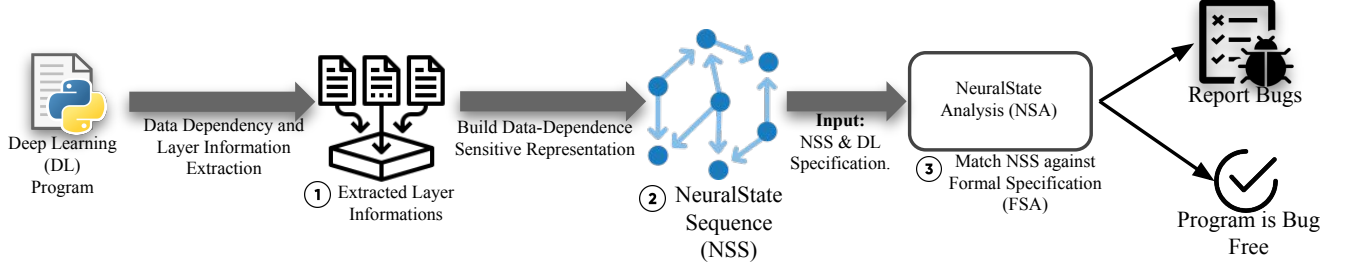 Deep Learning
(DL)
Program
Data Dependency and
Layer Information
Extraction
1 Extracted Layer
Informations
Build Data-Dependence
Sensitive Representation
2 NeuralState
Sequence
(NSS)
Input:
NSS & DL
Specification.
NeuralState
Analysis (NSA)
3 Match NSS against
Formal Specification
(FSA)
Report Bugs
Program is Bug
Free